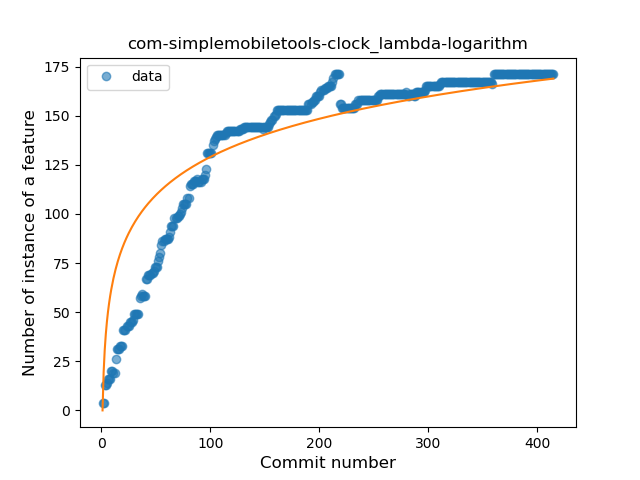 com-simplemobiletools-clock_lambda-logarithm
data
Number of instance of a feature
175
150
125
100
75
50
25
0
0 100 200 300 400
Commit number